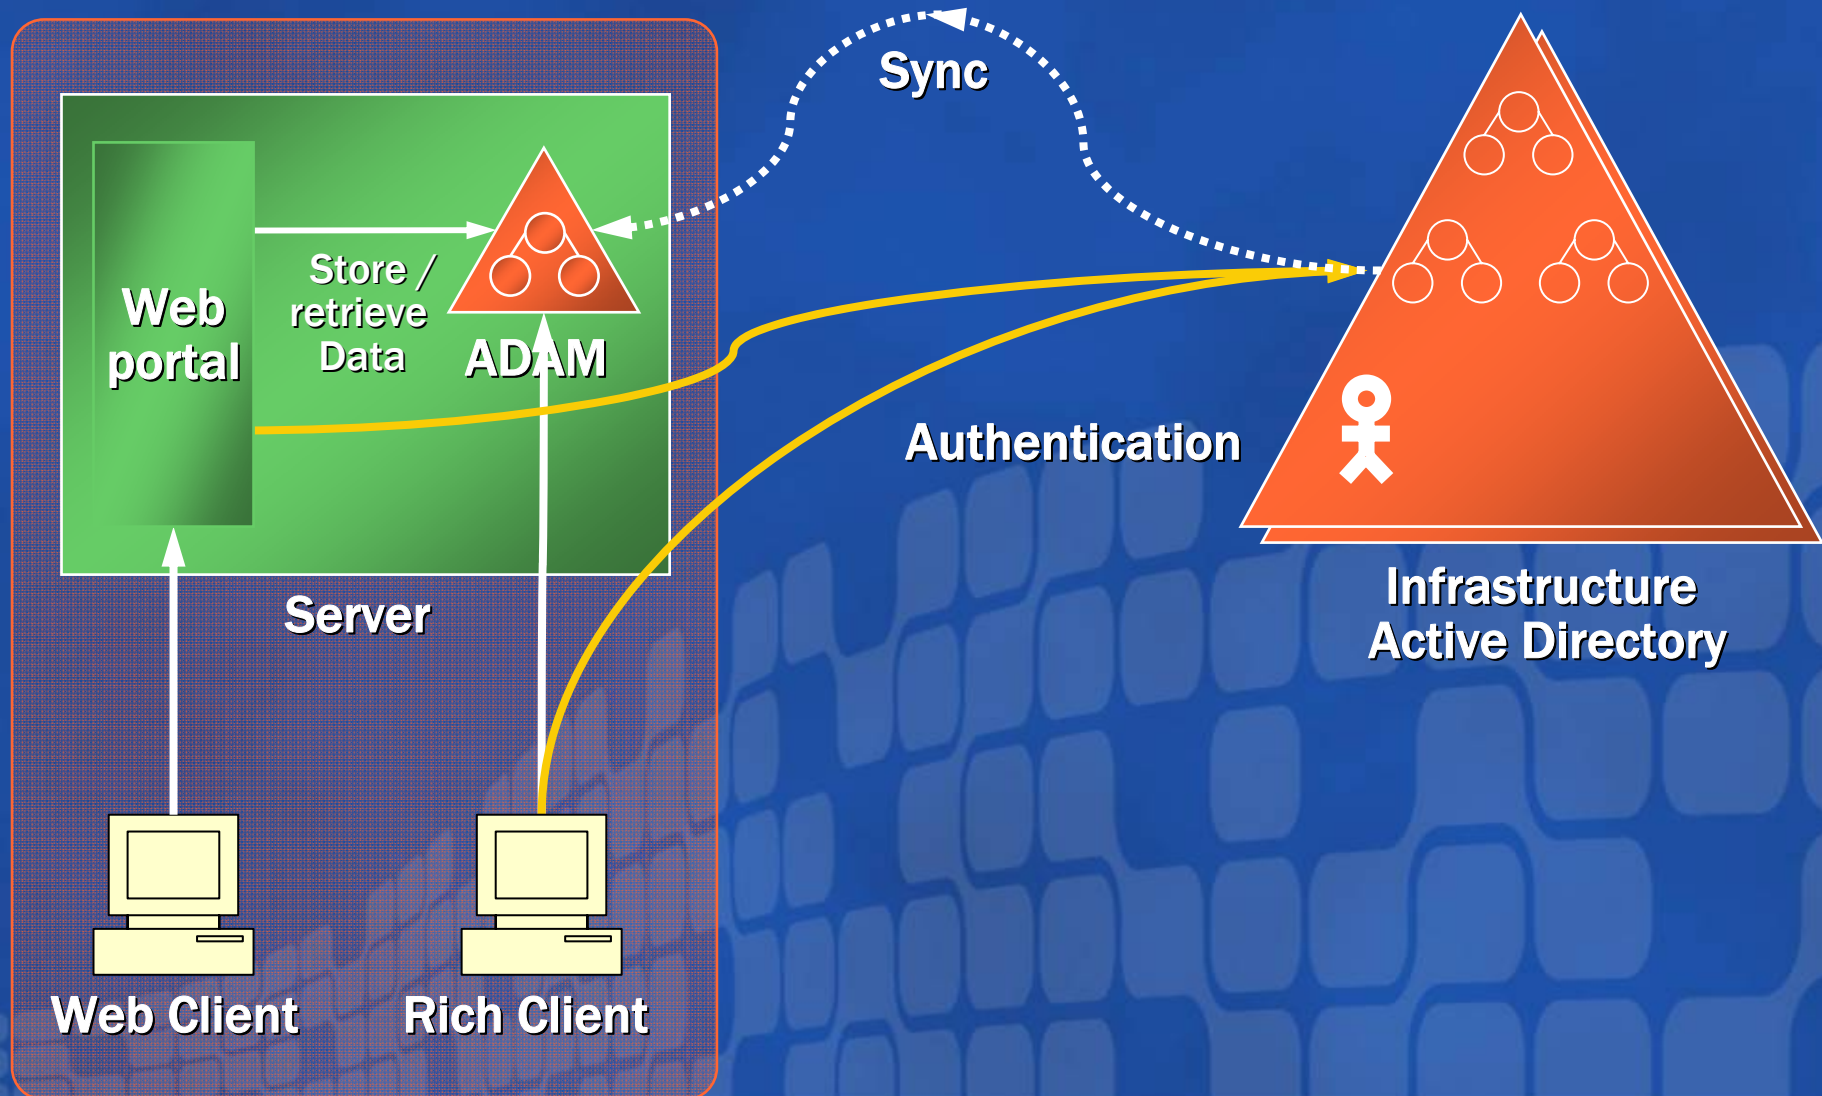 Sync
Store /
retrieve
Data
Web
portal
ADAM
Authentication
Server
Infrastructure
Active Directory
Web Client
Rich Client